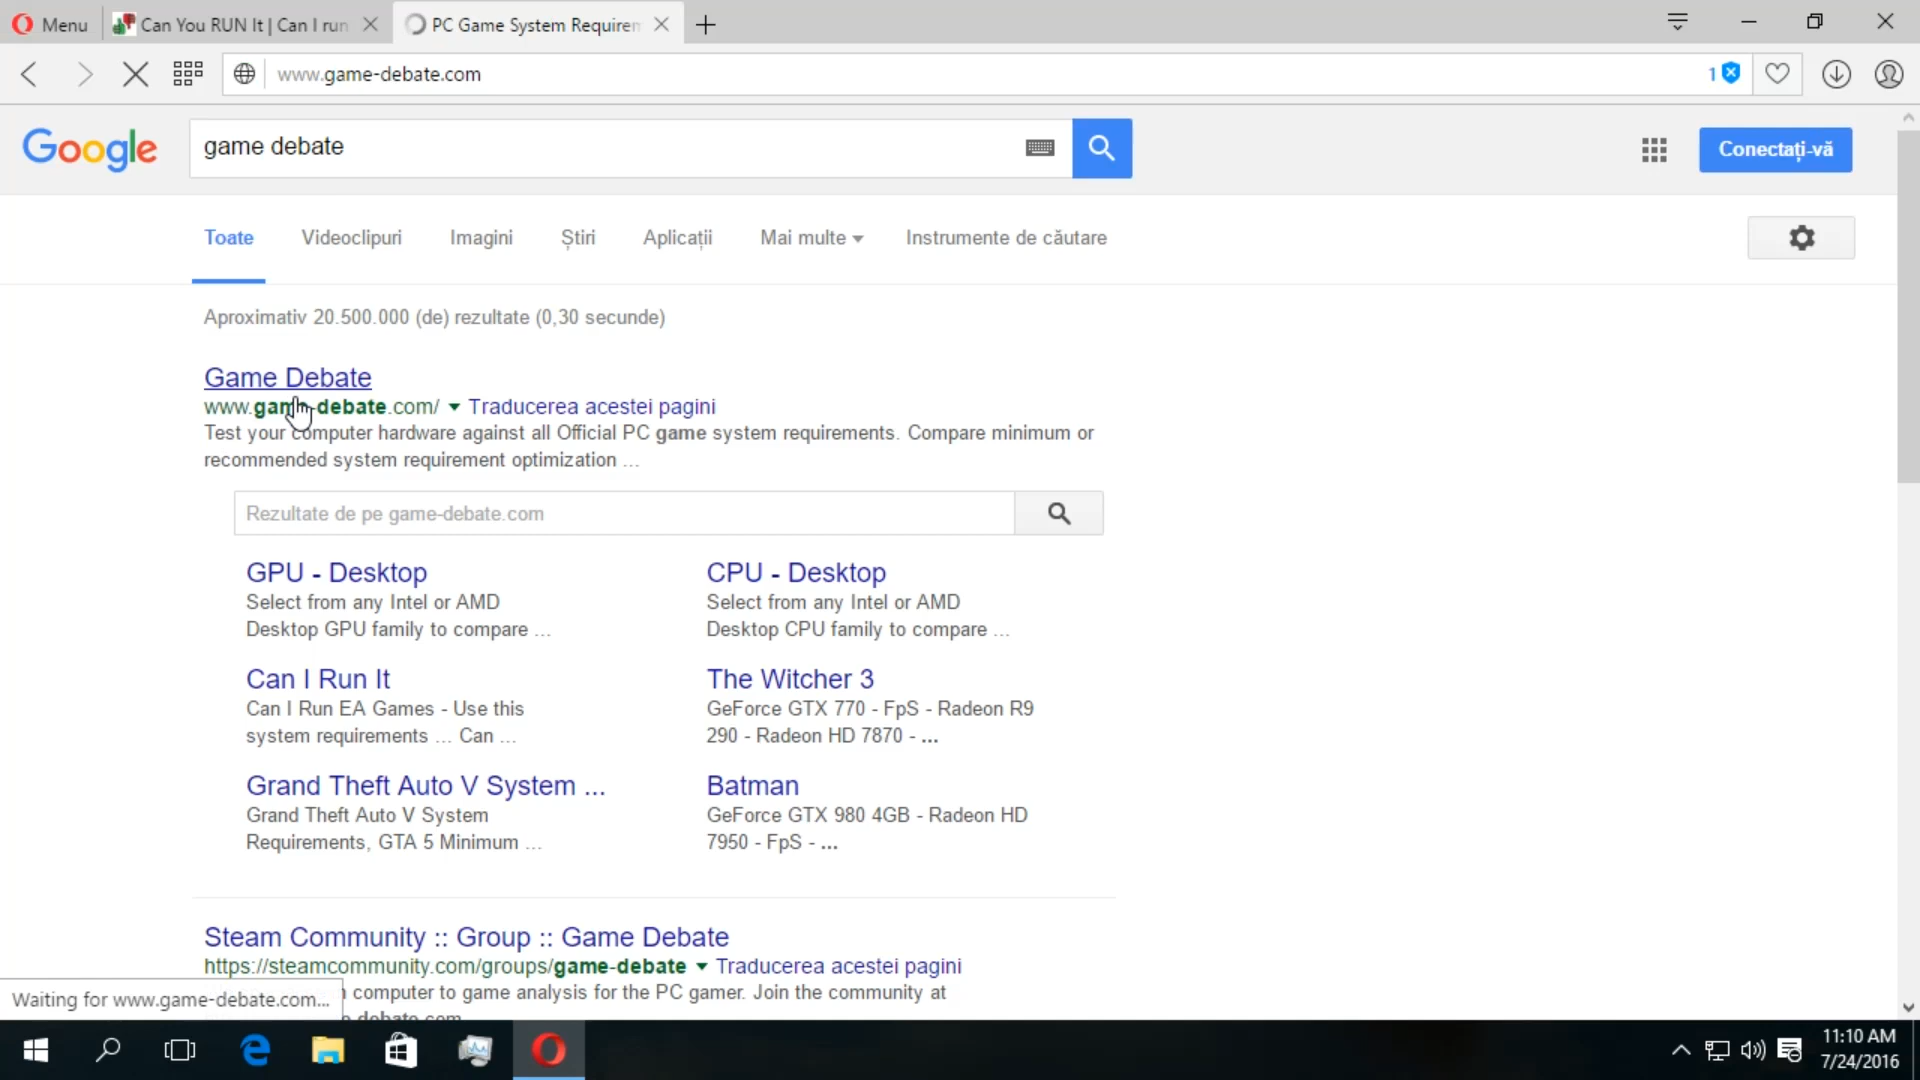 Menu
Can You RUN It | Can I run
PC Game System Requirem
www.game-debate.com
1
Google
game debate
Conectați-vă
Toate
Videoclipuri
Imagini
Știri
Aplicații
Mai multe
Instrumente de căutare
Aproximativ 20.500.000 (de) rezultate (0,30 secunde)
Game Debate
www.game-debate.com/ Traducerea acestei pagini
Test your computer hardware against all Official PC game system requirements. Compare minimum or
recommended system requirement optimization ...
Rezultate de pe game-debate.com
GPU - Desktop
Select from any Intel or AMD
Desktop GPU family to compare ...
CPU - Desktop
Select from any Intel or AMD
Desktop CPU family to compare ...
Can I Run It
Can I Run EA Games - Use this
system requirements ... Can ...
The Witcher 3
GeForce GTX 770 - FpS - Radeon R9
290 - Radeon HD 7870 - ...
Grand Theft Auto V System ...
Grand Theft Auto V System
Requirements, GTA 5 Minimum ...
Batman
GeForce GTX 980 4GB - Radeon HD
7950 - FpS - ...
Steam Community :: Group :: Game Debate
https://steamcommunity.com/groups/game-debate Traducerea acestei pagini
computer to game analysis for the PC gamer. Join the community at
Waiting for www.game-debate.com...
11:10 AM
7/24/2016